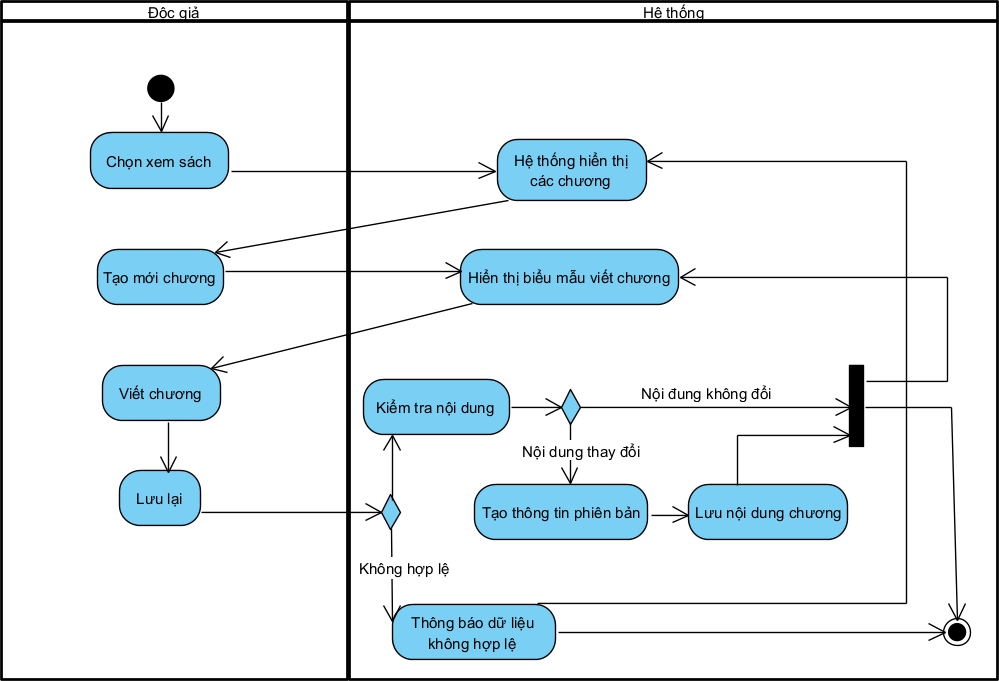 Độc giả
Hệ thống
Chọn xem sách
Hệ thống hiển thị
các chương
Tạo mới chương
Hiển thị biểu mẫu viết chương
Viết chương
Kiểm tra nội dung
Nội đung không đồi
Nội dung thay đổi
Lưu lại
Tạo thông tin phiên bản
Lưu nội dung chương
Không hợp lệ
Thông báo dữ liệu
không hợp lệ